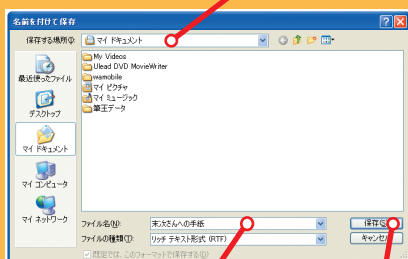 名前を付けて保存
保存する場所(I):
マイ ドキュメント
最近使ったファイル
デスクトップ
マイ ドキュメント
マイ コンピュータ
マイ ネットワーク
My Videos
Ulead DVD MovieWriter
wamobile
マイ ピクチャ
マイ ミュージック
筆王データ
ファイル名(N):
末次さんへの手紙
保存(S)
ファイルの種類(T):
リッチ テキスト形式 (RTF)
キャンセル
既定では、このフォーマットで保存する(D)